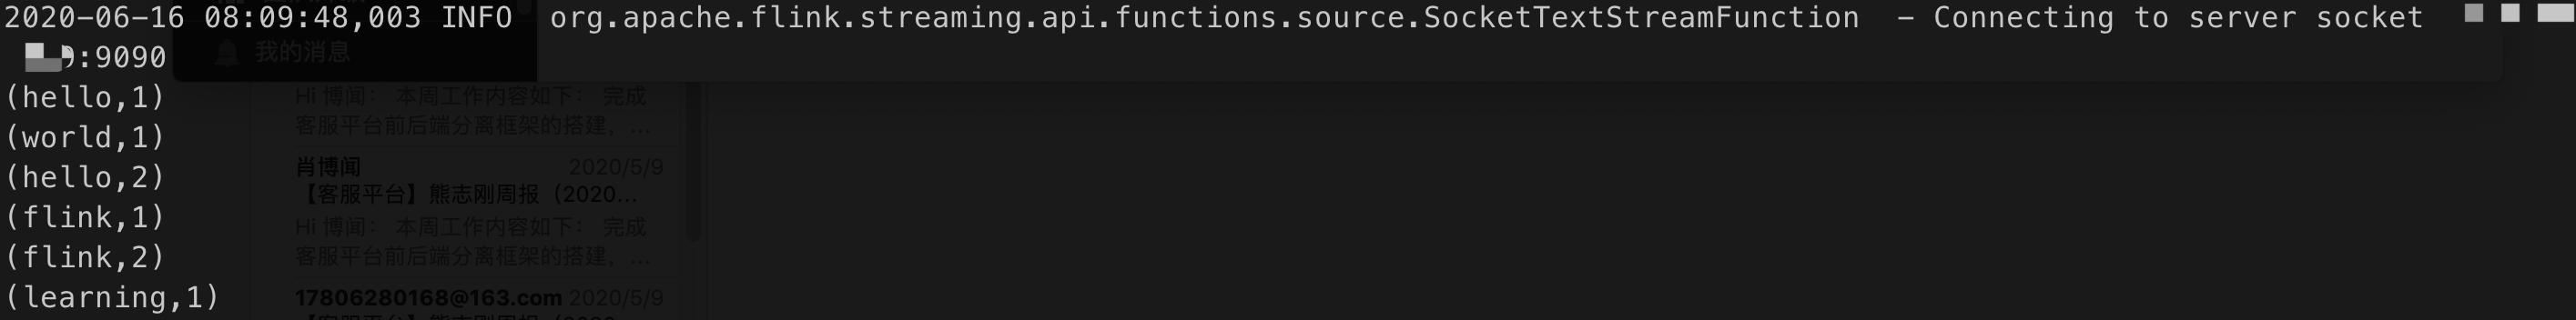 2020-06-16 08:09:48,003 INFO  org.apache.flink.streaming.api.functions.source.SocketTextStreamFunction  - Connecting to server socket
:9090
我的消息
(hello,1)
Hi 博闻： 本周工作内容如下： 完成
客服平台前后端分离框架的搭建，...
(world,1)
肖博闻 2020/5/9
(hello,2)
【客服平台】熊志刚周报（2020...
(flink,1)
Hi 博闻： 本周工作内容如下： 完成
客服平台前后端分离框架的搭建，...
(flink,2)
(learning,1)
17806280168@163.com 2020/5/9